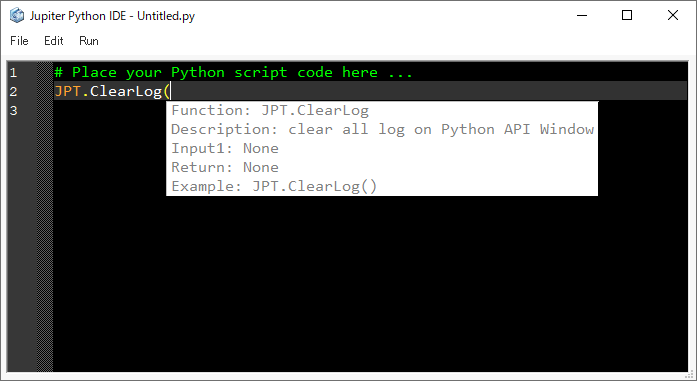 Jupiter Python IDE - Untitled.py
File Edit Run
1 # Place your Python script code here ...
2 JPT.ClearLog(
3
Function: JPT.ClearLog
Description: clear all log on Python API Window
Input1: None
Return: None
Example: JPT.ClearLog()